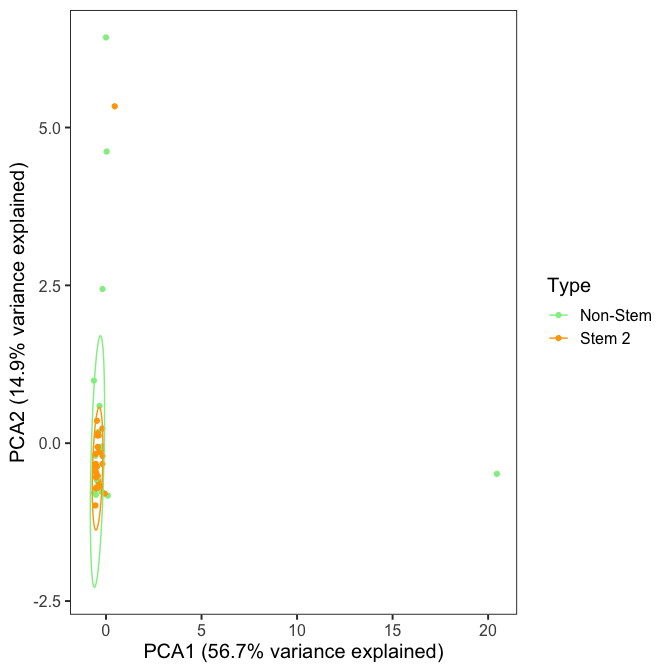 5.0
2.5
0.0
-2.5
PCA2 (14.9% variance explained)
0 5 10 15 20
PCA1 (56.7% variance explained)
Type
Non-Stem
Stem 2